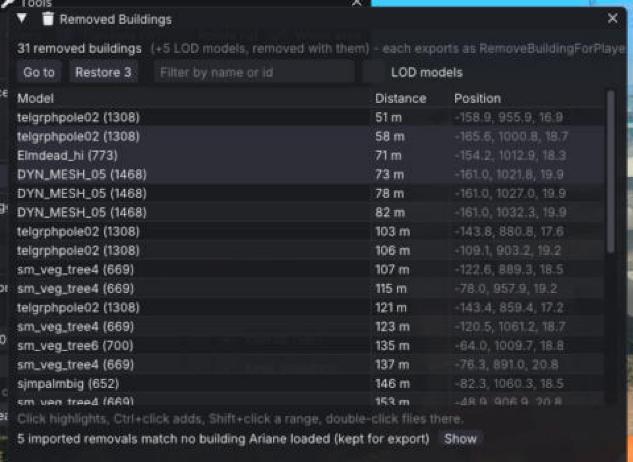 Tools
Removed Buildings
31 removed buildings (+5 LOD models, removed with them) - each exports as RemoveBuildingForPlaye
Go to Restore 3 Filter by name or id LOD models
Model Distance Position
telgrphpole02 (1308) 51 m -158.9, 955.9, 16.9
telgrphpole02 (1308) 58 m -165.6, 1000.8, 18.7
Elmdead_hi (773) 71 m -154.2, 1012.9, 18.3
DYN_MESH_05 (1468) 73 m -161.0, 1021.8, 19.9
DYN_MESH_05 (1468) 78 m -161.0, 1027.0, 19.9
DYN_MESH_05 (1468) 82 m -161.0, 1032.3, 19.9
telgrphpole02 (1308) 103 m -143.8, 880.8, 17.6
telgrphpole02 (1308) 106 m -109.1, 903.2, 19.2
sm_veg_tree4 (669) 107 m -122.6, 889.3, 18.5
sm_veg_tree4 (669) 115 m -78.0, 957.9, 19.2
telgrphpole02 (1308) 121 m -143.4, 859.4, 17.2
sm_veg_tree4 (669) 123 m -120.5, 1061.2, 18.7
sm_veg_tree6 (700) 135 m -64.0, 1009.7, 18.8
sm_veg_tree4 (669) 137 m -76.3, 891.0, 20.8
sjmpalmbig (652) 146 m -82.3, 1060.3, 18.5
sm_veg_tree4 (669) 153 m -48.9, 906.9, 20.8
Click highlights, Ctrl+click adds, Shift+click a range, double-click flies there.
5 imported removals match no building Ariane loaded (kept for export) Show